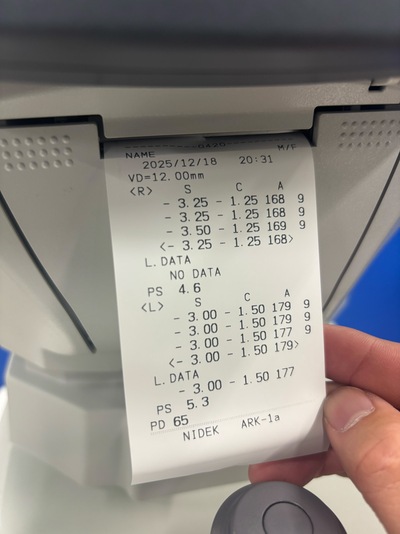 0420
NAME M/F
2025/12/18 20:31
VD=12.00mm
<R> S C A
- 3.25 - 1.25 168 9
- 3.25 - 1.25 168 9
- 3.50 - 1.25 169 9
<- 3.25 - 1.25 168>
L.DATA
NO DATA
PS 4.6
<L> S C A
- 3.00 - 1.50 179 9
- 3.00 - 1.50 179 9
- 3.00 - 1.50 177 9
<- 3.00 - 1.50 179>
L.DATA
- 3.00 - 1.50 177
PS 5.3
PD 65
NIDEK ARK-1a